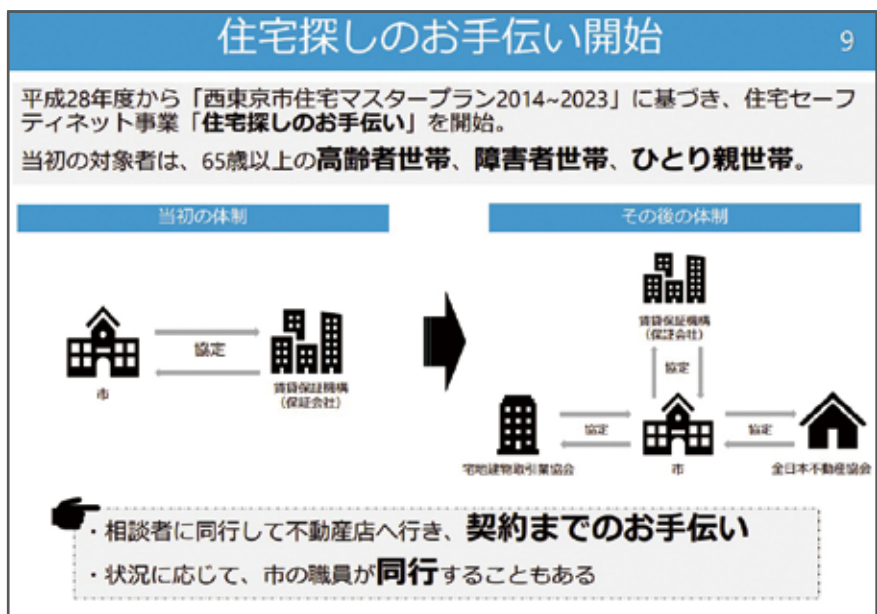 住宅探しのお手伝い開始
9
平成28年度から「西東京市住宅マスタープラン2014~2023」に基づき、住宅セーフ
ティネット事業「住宅探しのお手伝い」を開始。
当初の対象者は、65歳以上の高齢者世帯、障害者世帯、ひとり親世帯。
当初の体制
その後の体制
協定
市
賃貸保証機構
(保証会社)
賃貸保証機構
(保証会社)
協定
協定
協定
宅地建物取引業協会
市
全日本不動産協会
・相談者に同行して不動産店へ行き、契約までのお手伝い
・状況に応じて、市の職員が同行することもある